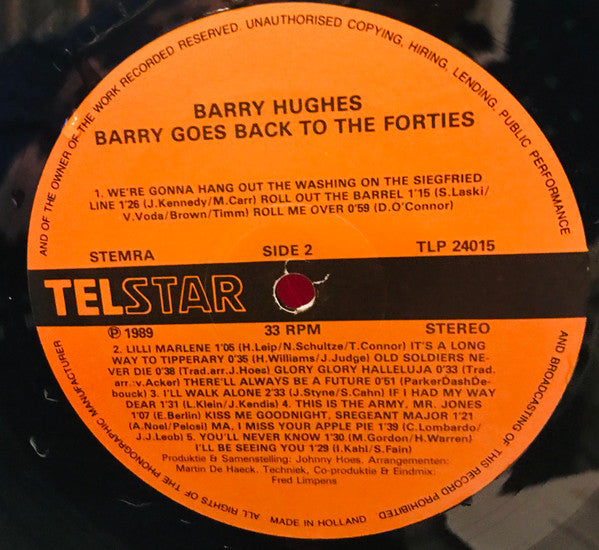 AND OF THE OWNER OF THE WORK RECORDED RESERVED. UNAUTHORISED COPYING, HIRING, LENDING, PUBLIC PERFORMANCE
BARRY HUGHES
BARRY GOES BACK TO THE FORTIES
1. WE'RE GONNA HANG OUT THE WASHING ON THE SIEGFRIED
LINE 1'26 (J.Kennedy/M.Carr) ROLL OUT THE BARREL 1'15 (S.Laski/
V.Voda/Brown/Timm) ROLL ME OVER 0'59 (D.O'Connor)
STEMRA SIDE 2 TLP 24015
TELSTAR
℗ 1989 33 RPM STEREO
2. LILLI MARLENE 1'05 (H.Leip/N.Schultze/T.Connor) IT'S A LONG
WAY TO TIPPERARY 0'35 (H.Williams/J.Judge) OLD SOLDIERS NE-
VER DIE 0'38 (Trad.arr.J.Hoes) GLORY GLORY HALLELUJA 0'33 (Trad.
arr.:v.Acker) THERE'LL ALWAYS BE A FUTURE 0'51 (ParkerDashDe-
bouck) 3. I'LL WALK ALONE 2'33 (J.Styne/S.Cahn) IF I HAD MY WAY
DEAR 1'31 (L.Klein/J.Kendis) 4. THIS IS THE ARMY, MR. JONES
1'07 (E.Berlin) KISS ME GOODNIGHT, SREGEANT MAJOR 1'21
(A.Noel/Pelosi) MA, I MISS YOUR APPLE PIE 1'39 (C.Lombardo/
J.J.Loeb) 5. YOU'LL NEVER KNOW 1'30 (M.Gordon/H.Warren)
I'LL BE SEEING YOU 1'29 (I.Kahl/S.Fain)
Produktie & Samenstelling: Johnny Hoes. Arrangementen:
Martin De Haeck. Techniek, Co-produktie & Eindmix:
Fred Limpens
MADE IN HOLLAND
ALL RIGHTS OF THE PHONOGRAPHIC MANUFACTURER
AND BROADCASTING OF THIS RECORD PROHIBITED